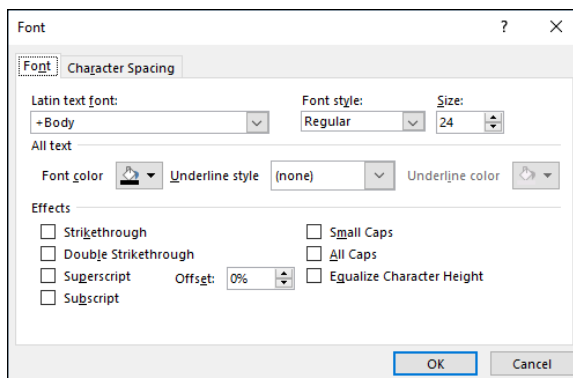 Font ?
Font Character Spacing
Latin text font: Font style: Size:
+Body Regular 24
All text
Font color Underline style (none) Underline color
Effects
Strikethrough Small Caps
Double Strikethrough All Caps
Superscript Offset: 0% Equalize Character Height
Subscript
OK Cancel